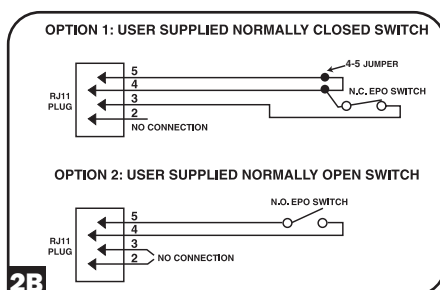 OPTION 1: USER SUPPLIED NORMALLY CLOSED SWITCH
4-5 JUMPER
5
4
N.C. EPO SWITCH
RJ11
PLUG
3
2
NO CONNECTION
OPTION 2: USER SUPPLIED NORMALLY OPEN SWITCH
N.O. EPO SWITCH
5
4
RJ11
PLUG
3
2
NO CONNECTION
2B